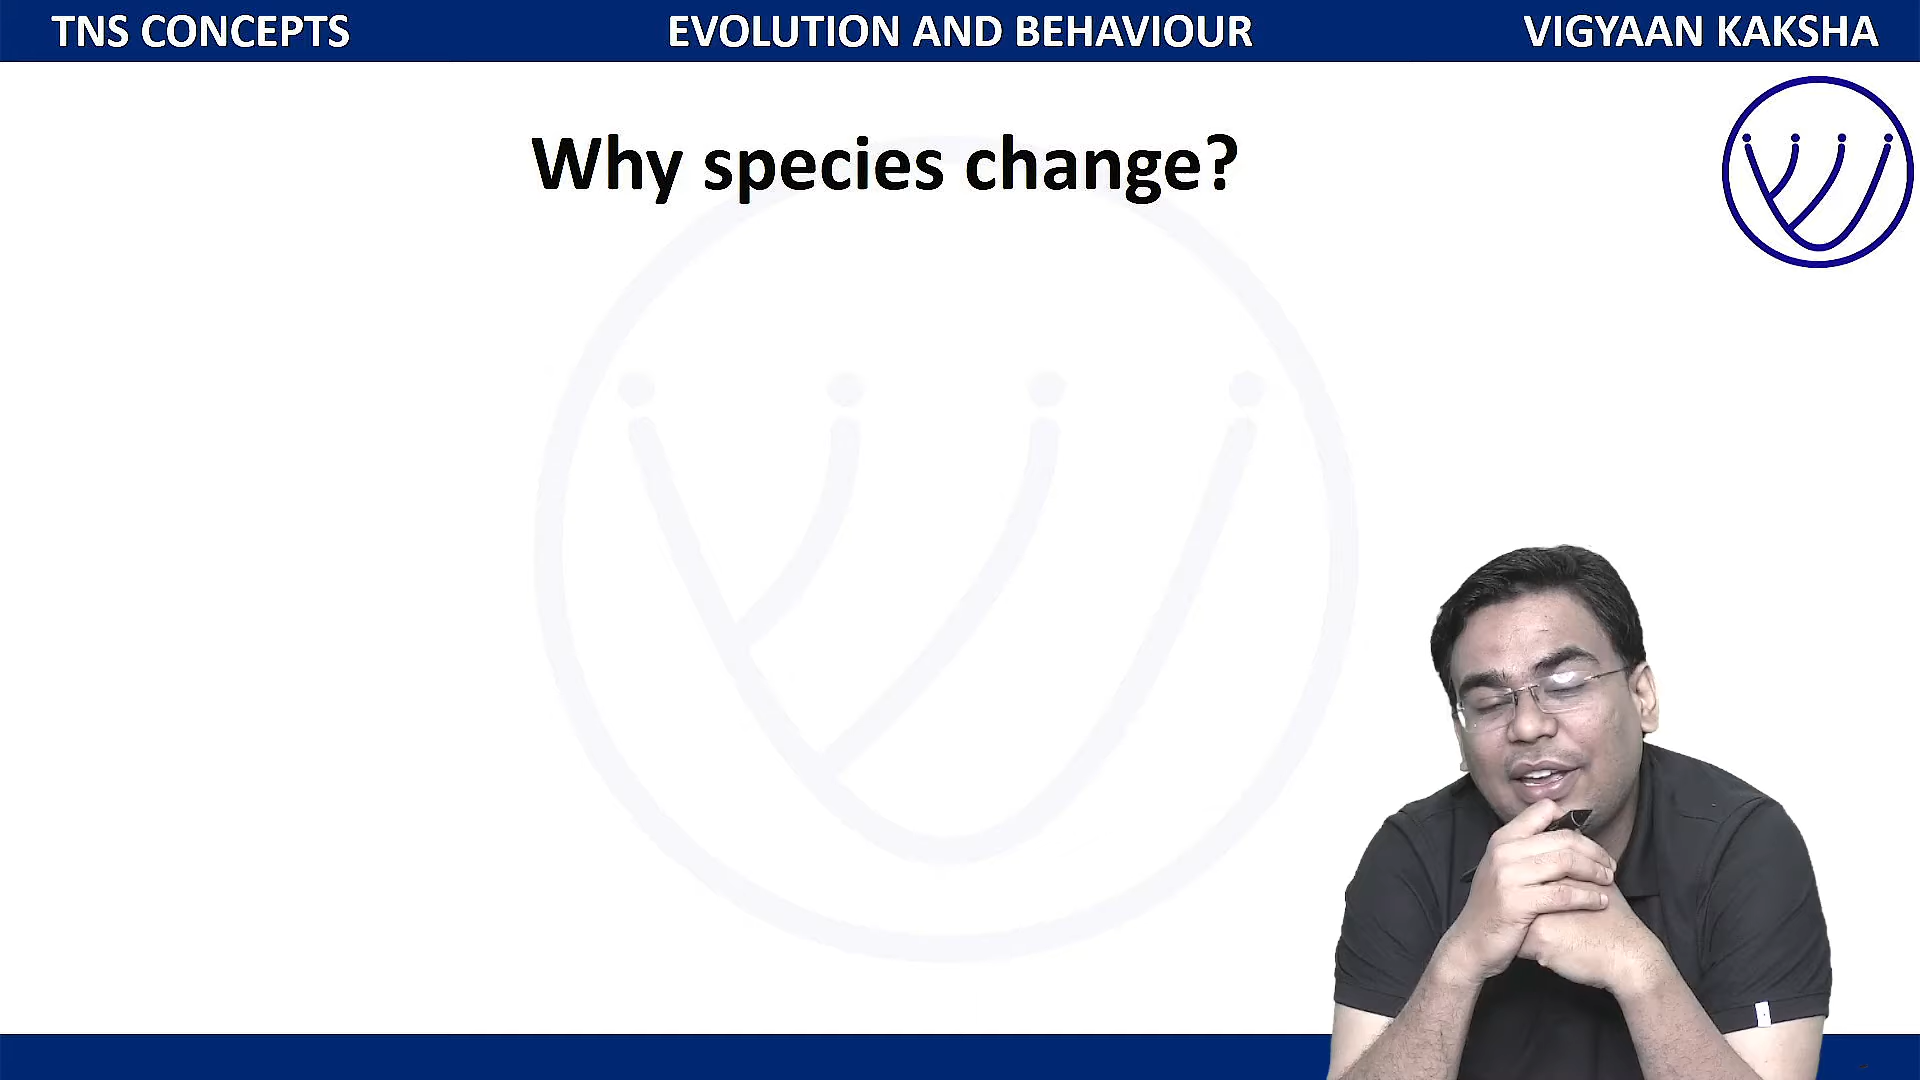 TNS CONCEPTS
EVOLUTION AND BEHAVIOUR
VIGYAAN KAKSHA
Why species change?